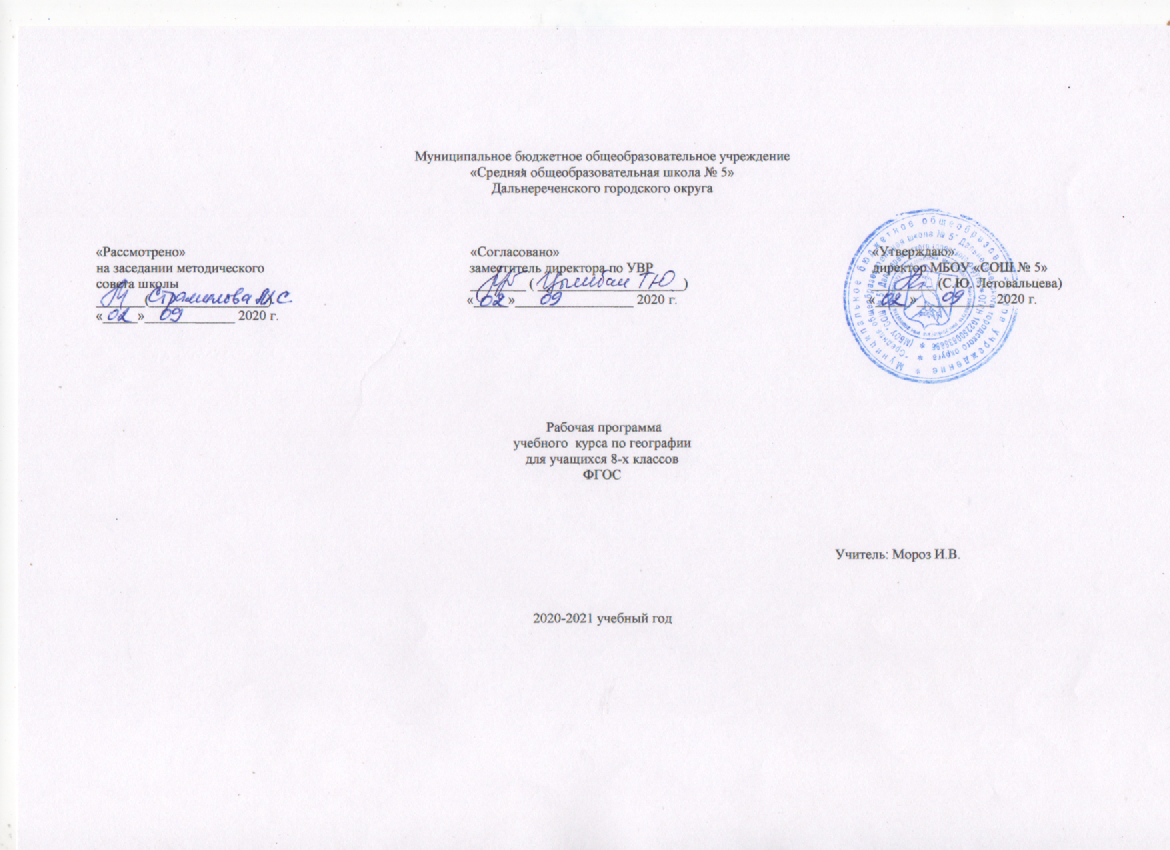 Муниципальное бюджетное общеобразовательное учреждение
«Средняя общеобразовательная школа № 5»
Дальнереченского городского округа
«Рассмотрено»
на заседании методического
совета школы
«02» 09 2020 г.
«Согласовано»
заместитель директора по УВР
«02» 09 2020 г.
«Утверждаю»
директор МБОУ «СОШ № 5»
(С.Ю. Летовальцева)
«02» 09 2020 г.
Рабочая программа
учебного курса по географии
для учащихся 8-х классов
ФГОС
Учитель: Мороз И.В.
2020-2021 учебный год